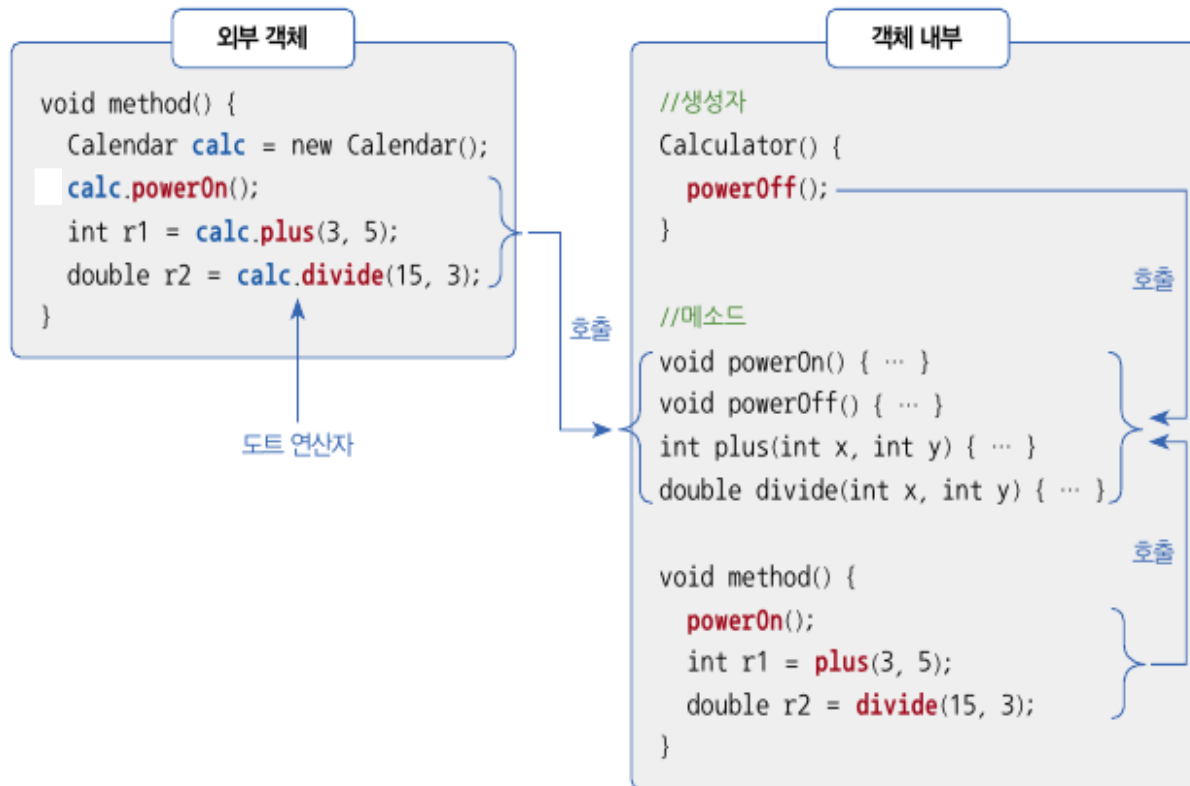 외부 객체
void method() {
Calendar calc = new Calendar();
calc.powerOn();
int r1 = calc.plus(3, 5);
double r2 = calc.divide(15, 3);
}
도트 연산자
호출
객체 내부
//생성자
Calculator() {
powerOff();
}
호출
//메소드
void powerOn() { … }
void powerOff() { … }
int plus(int x, int y) { … }
double divide(int x, int y) { … }
호출
void method() {
powerOn();
int r1 = plus(3, 5);
double r2 = divide(15, 3);
}